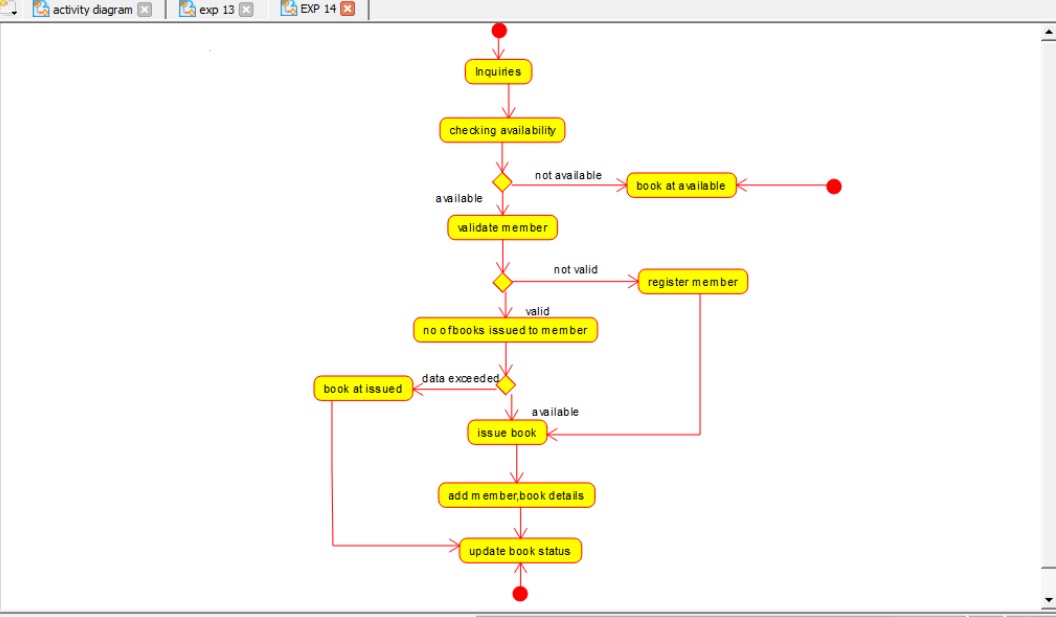 activity diagram
exp 13
EXP 14
Inquiries
checking availability
not available
book at available
available
validate member
not valid
register member
valid
no ofbooks issued to member
data exceeded
book at issued
available
issue book
add member,book details
update book status